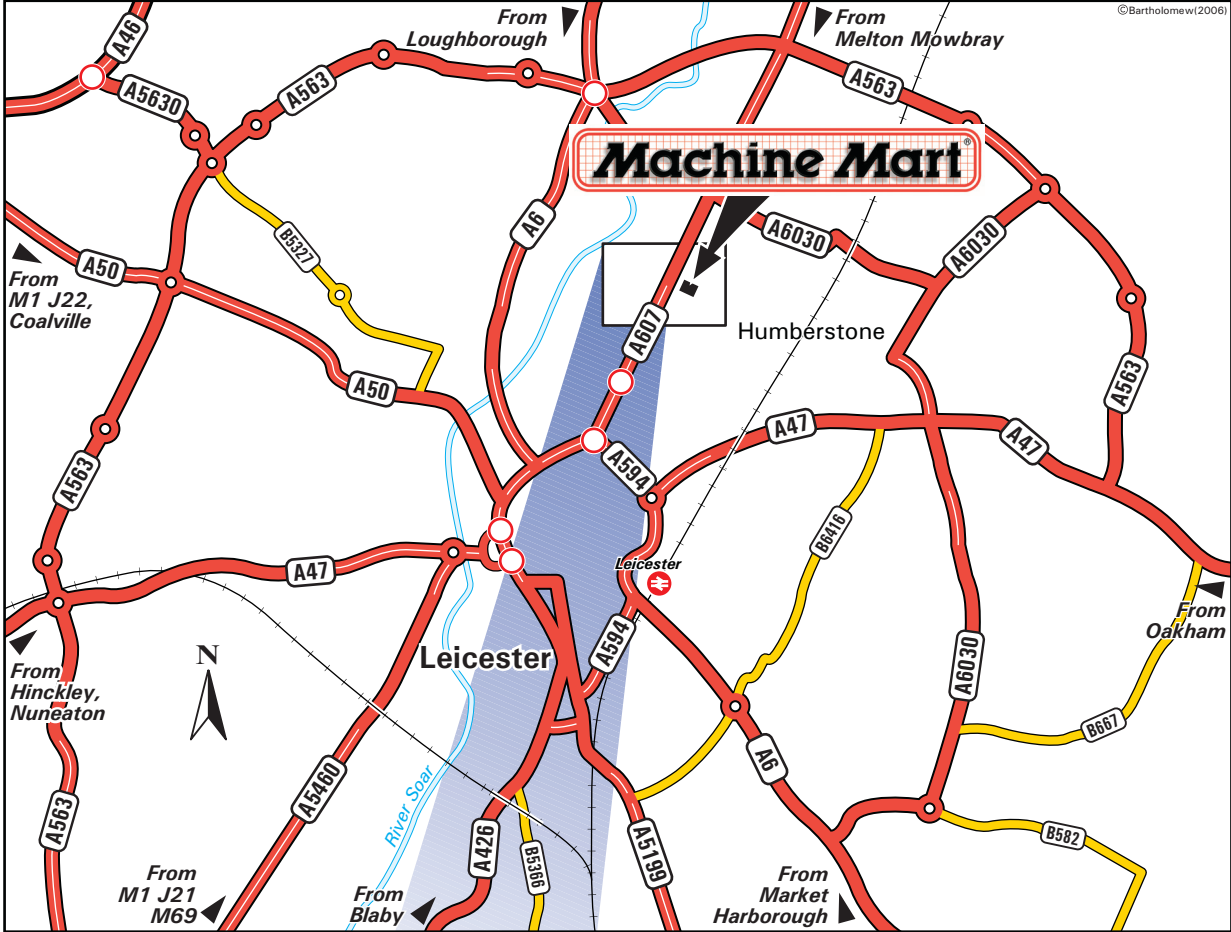 ©Bartholomew(2006)
A46
From
Loughborough
From
Melton Mowbray
A5630
A563
A563
Machine Mart®
A6
A6030
A6030
B5327
A50
From
M1 J22,
Coalville
A607
Humberstone
A50
A563
A47
A47
A594
A563
B6416
Leicester
A47
From
Oakham
N
Leicester
A594
From
Hinckley,
Nuneaton
A6030
B667
A6
A5460
River Soar
A563
A426
B5366
A5199
B582
From
M1 J21
M69
From
Blaby
From
Market
Harborough